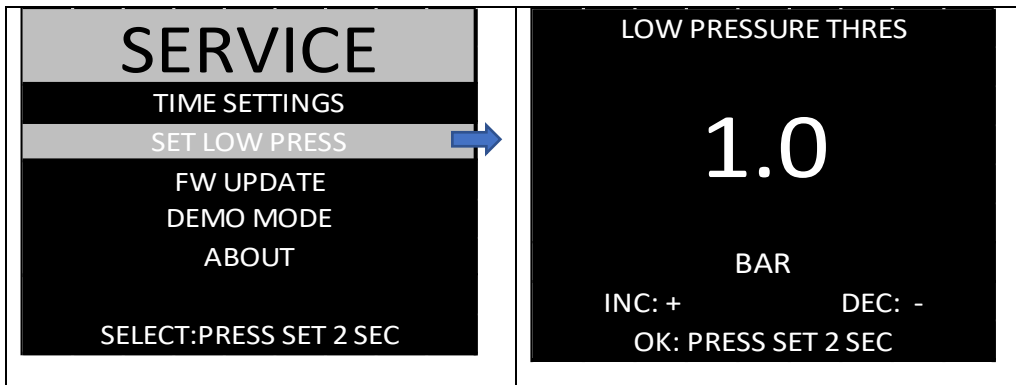 SERVICE
TIME SETTINGS
SET LOW PRESS
FW UPDATE
DEMO MODE
ABOUT
SELECT:PRESS SET 2 SEC
LOW PRESSURE THRES
1.0
BAR
INC: + DEC: -
OK: PRESS SET 2 SEC